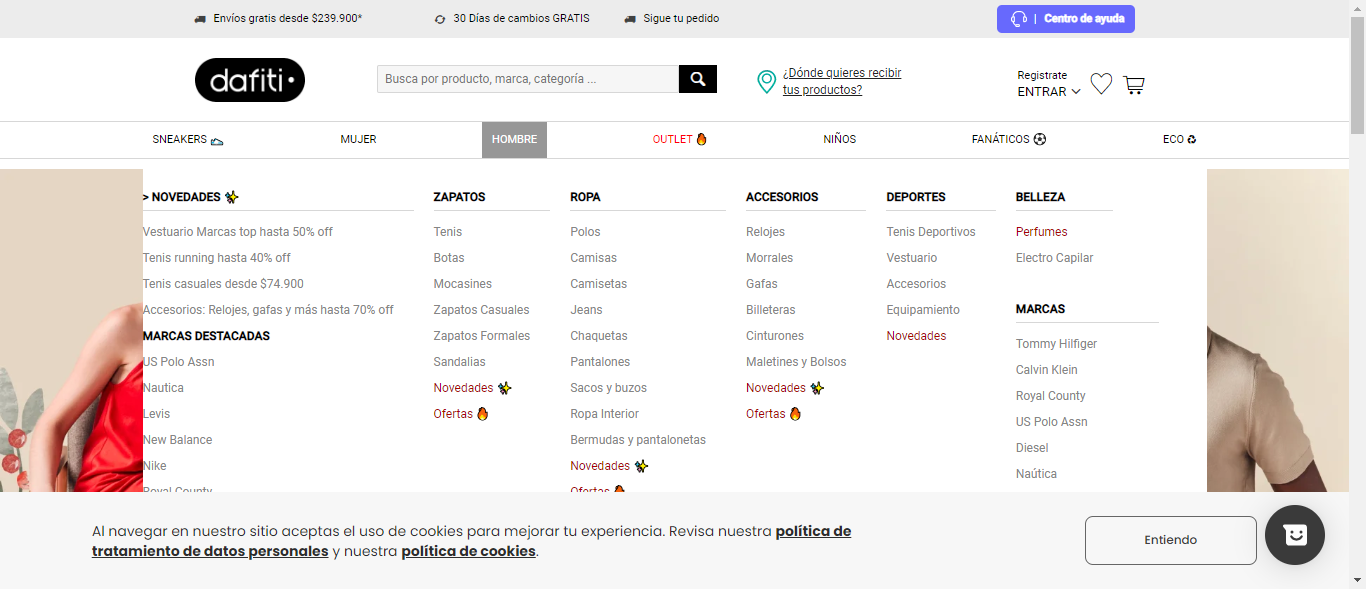 Envíos gratis desde $239.900*
30 Días de cambios GRATIS
Sigue tu pedido
| Centro de ayuda
dafiti
Busca por producto, marca, categoría ...
¿Dónde quieres recibir
tus productos?
Registrate
ENTRAR
SNEAKERS
MUJER
HOMBRE
OUTLET
NIÑOS
FANÁTICOS
ECO
> NOVEDADES
Vestuario Marcas top hasta 50% off
Tenis running hasta 40% off
Tenis casuales desde $74.900
Accesorios: Relojes, gafas y más hasta 70% off
MARCAS DESTACADAS
US Polo Assn
Nautica
Levis
New Balance
Nike
Royal County
ZAPATOS
Tenis
Botas
Mocasines
Zapatos Casuales
Zapatos Formales
Sandalias
Novedades
Ofertas
ROPA
Polos
Camisas
Camisetas
Jeans
Chaquetas
Pantalones
Sacos y buzos
Ropa Interior
Bermudas y pantalonetas
Novedades
Ofertas
ACCESORIOS
Relojes
Morrales
Gafas
Billeteras
Cinturones
Maletines y Bolsos
Novedades
Ofertas
DEPORTES
Tenis Deportivos
Vestuario
Accesorios
Equipamiento
Novedades
BELLEZA
Perfumes
Electro Capilar
MARCAS
Tommy Hilfiger
Calvin Klein
Royal County
US Polo Assn
Diesel
Naútica
Al navegar en nuestro sitio aceptas el uso de cookies para mejorar tu experiencia. Revisa nuestra política de
tratamiento de datos personales y nuestra política de cookies.
Entiendo